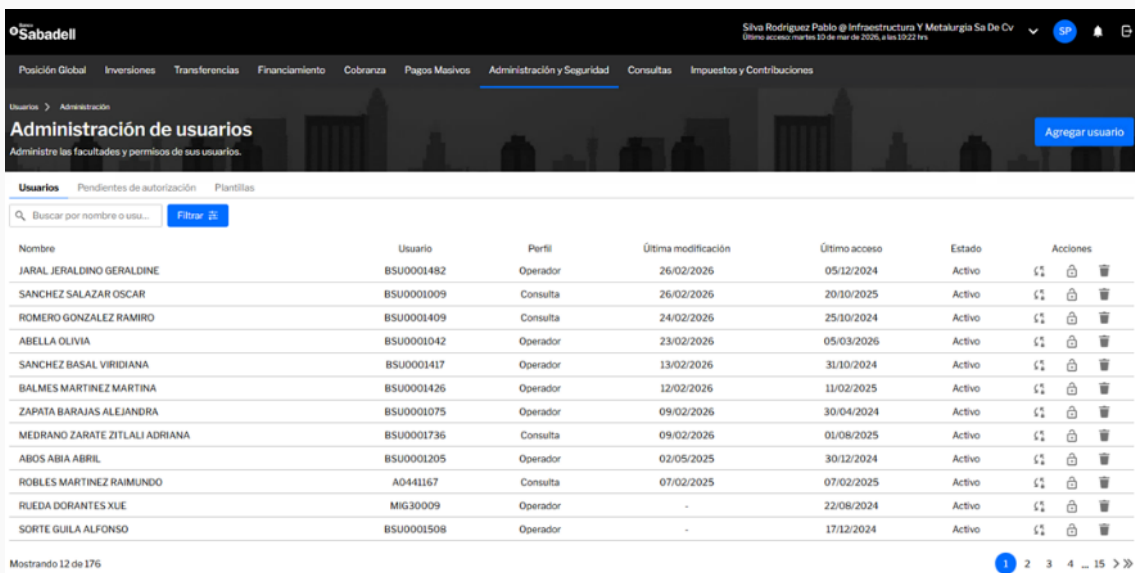 Banco
Sabadell
Silva Rodriguez Pablo @ Infraestructura Y Metalurgia Sa De Cv
Último acceso: martes 10 de mar de 2026, a las 10:22 hrs
SP
Posición Global Inversiones Transferencias Financiamiento Cobranza Pagos Masivos Administración y Seguridad Consultas Impuestos y Contribuciones
Usuarios > Administración
Administración de usuarios
Administre las facultades y permisos de sus usuarios.
Agregar usuario
Usuarios Pendientes de autorización Plantillas
Buscar por nombre o usu... Filtrar
Nombre Usuario Perfil Última modificación Último acceso Estado Acciones
JARAL JERALDINO GERALDINE BSU0001482 Operador 26/02/2026 05/12/2024 Activo
SANCHEZ SALAZAR OSCAR BSU0001009 Consulta 26/02/2026 20/10/2025 Activo
ROMERO GONZALEZ RAMIRO BSU0001409 Consulta 24/02/2026 25/10/2024 Activo
ABELLA OLIVIA BSU0001042 Operador 23/02/2026 05/03/2026 Activo
SANCHEZ BASAL VIRIDIANA BSU0001417 Operador 13/02/2026 31/10/2024 Activo
BALMES MARTINEZ MARTINA BSU0001426 Operador 12/02/2026 11/02/2025 Activo
ZAPATA BARAJAS ALEJANDRA BSU0001075 Operador 09/02/2026 30/04/2024 Activo
MEDRANO ZARATE ZITLALI ADRIANA BSU0001736 Consulta 09/02/2026 01/08/2025 Activo
ABOS ABIA ABRIL BSU0001205 Operador 02/05/2025 30/12/2024 Activo
ROBLES MARTINEZ RAIMUNDO A0441167 Consulta 07/02/2025 07/02/2025 Activo
RUEDA DORANTES XUE MIG30009 Operador - 22/08/2024 Activo
SORTE GUILA ALFONSO BSU0001508 Operador - 17/12/2024 Activo
Mostrando 12 de 176
1 2 3 4 ... 15 > >>